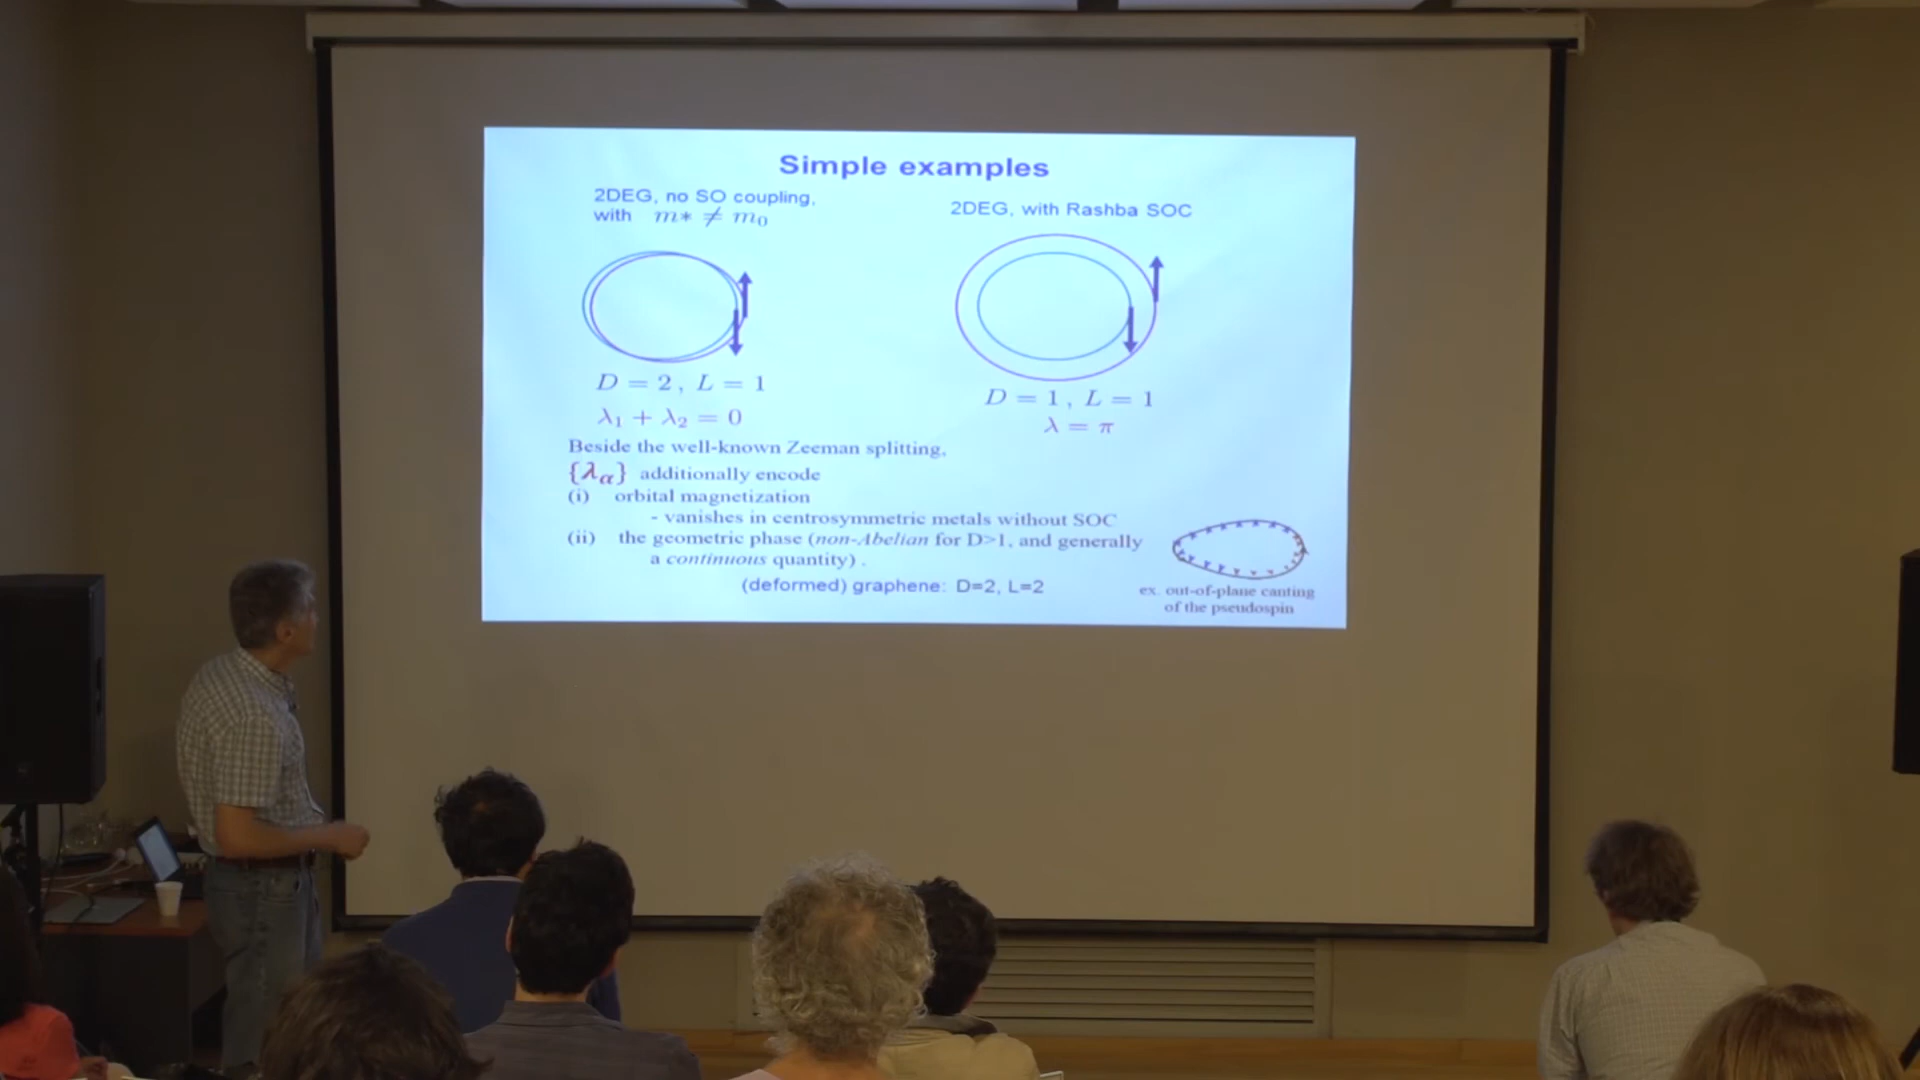 Simple examples
2DEG, no SO coupling,
with m* ≠ m₀
2DEG, with Rashba SOC
D = 2, L = 1
λ₁ + λ₂ = 0
D = 1, L = 1
λ = π
Beside the well-known Zeeman splitting,
{λ_α} additionally encode
(i) orbital magnetization
- vanishes in centrosymmetric metals without SOC
(ii) the geometric phase (non-Abelian for D>1, and generally
a continuous quantity) .
(deformed) graphene: D=2, L=2
ex. out-of-plane canting
of the pseudospin